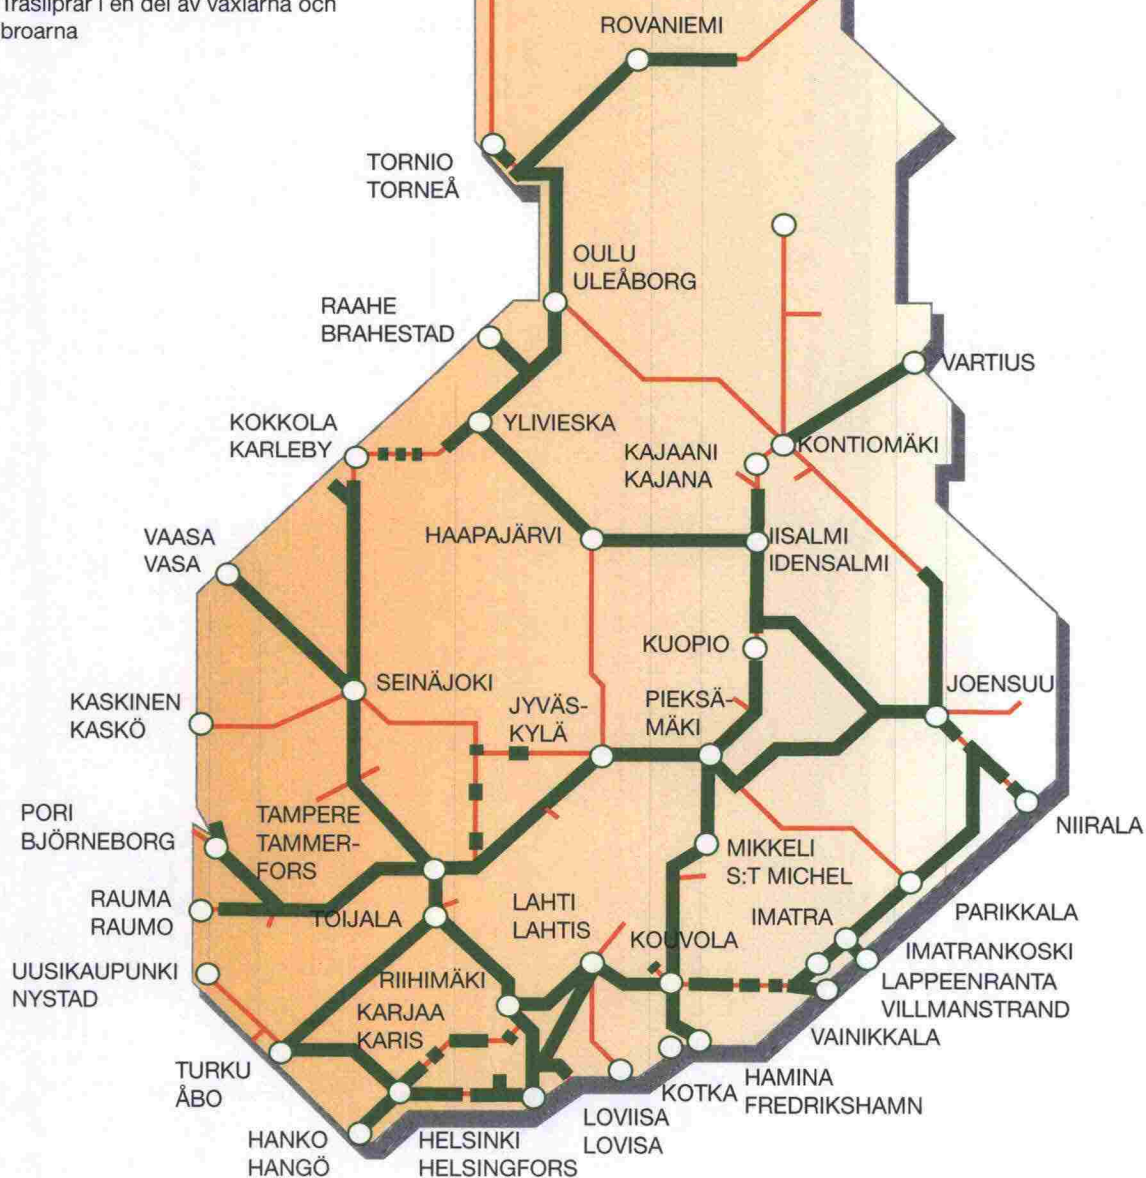 Träsliprar i en del av växlarna och
broarna
ROVANIEMI
TORNIO
TORNEÅ
OULU
ULEÅBORG
RAAHE
BRAHESTAD
VARTIUS
KOKKOLA
KARLEBY
YLIVIESKA
KAJAANI
KAJANA
KONTIOMÄKI
VAASA
VASA
HAAPAJÄRVI
IISALMI
IDENSALMI
KUOPIO
KASKINEN
KASKÖ
SEINÄJOKI
JYVÄS-
KYLÄ
PIEKSÄ-
MÄKI
JOENSUU
PORI
BJÖRNEBORG
TAMPERE
TAMMER-
FORS
NIIRALA
MIKKELI
S:T MICHEL
RAUMA
RAUMO
TOIJALA
LAHTI
LAHTIS
KOUVOLA
IMATRA
PARIKKALA
UUSIKAUPUNKI
NYSTAD
RIIHIMÄKI
IMATRANKOSKI
LAPPEENRANTA
VILLMANSTRAND
KARJAA
KARIS
VAINIKKALA
TURKU
ÅBO
KOTKA
HAMINA
FREDRIKSHAMN
LOVIISA
LOVISA
HANKO
HANGÖ
HELSINKI
HELSINGFORS